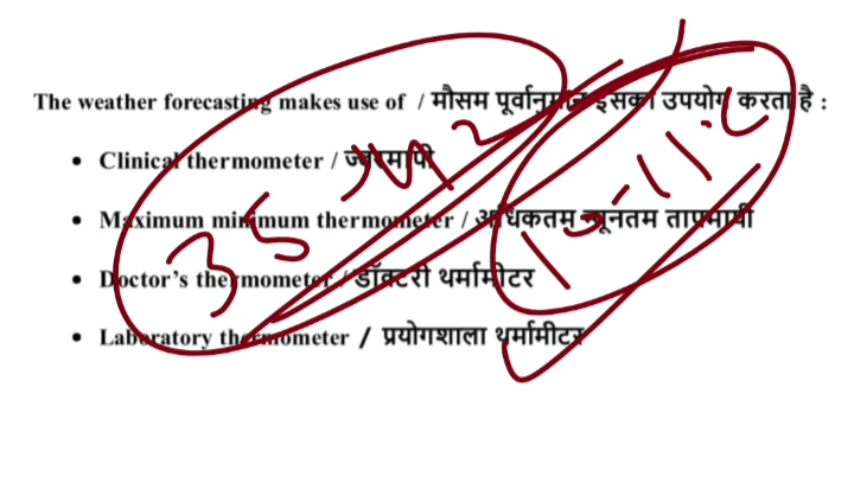 The weather forecasting makes use of / मौसम पूर्वानुमान इसका उपयोग करता है :
• Clinical thermometer / ज्वरमापी
• Maximum minimum thermometer / अधिकतम न्यूनतम तापमापी
• Doctor's thermometer / डॉक्टरी थर्मामीटर
• Laboratory thermometer / प्रयोगशाला थर्मामीटर